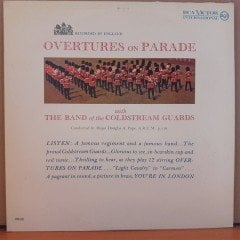 RECORDED IN ENGLAND
RCA VICTOR
INTERNATIONAL
OVERTURES ON PARADE
with
THE BAND of the COLDSTREAM GUARDS
Conducted by Major Douglas A. Pope,
LISTEN: A famous regiment and a famous band...The
proud Coldstream Guards...Glorious to see, in bearskin cap and
red tunic...Thrilling to hear, as they play 12 stirring OVER-
TURES ON PARADE... "Light Cavalry" to "Carmen"
A pageant in sound, a picture in brass, YOU'RE IN LONDON